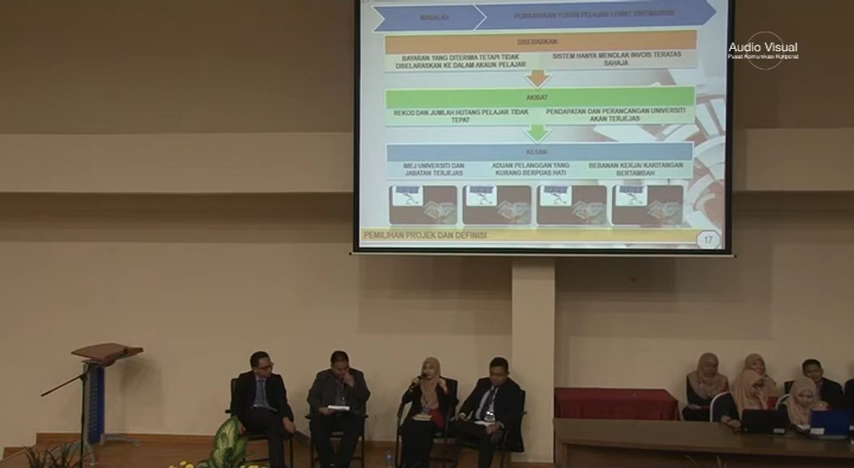 MASALAH
PEMBAYARAN YURAN PELAJAR LEWAT DIKEMASKINI
DISEBABKAN
BAYARAN YANG DITERIMA TETAPI TIDAK
DISELARASKAN KE DALAM AKAUN PELAJAR
SISTEM HANYA MENOLAK INVOIS TERATAS
SAHAJA
AKIBAT
REKOD DAN JUMLAH HUTANG PELAJAR TIDAK
TEPAT
PENDAPATAN DAN PERANCANGAN UNIVERSITI
AKAN TERJEJAS
KESAN
IMEJ UNIVERSITI DAN
JABATAN TERJEJAS
ADUAN PELANGGAN YANG
KURANG BERPUAS HATI
BEBANAN KERJA/ KAKITANGAN
BERTAMBAH
PEMILIHAN PROJEK DAN DEFINISI
17
Audio Visual
Pusat Komunikasi Korporat